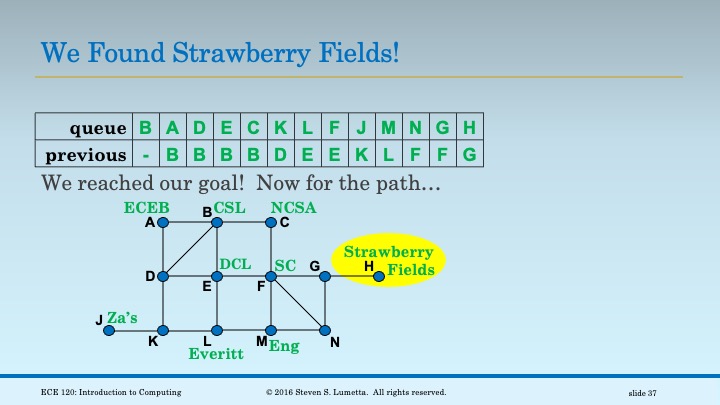 We Found Strawberry Fields!
queue B A D E C K L F J M N G H
previous - B B B B D E E K L F F G
We reached our goal!  Now for the path…
ECEB B CSL NCSA
A C
Strawberry
D DCL SC G H Fields
E F
J Za's
K L M Eng N
Everitt
ECE 120: Introduction to Computing © 2016 Steven S. Lumetta.  All rights reserved. slide 37